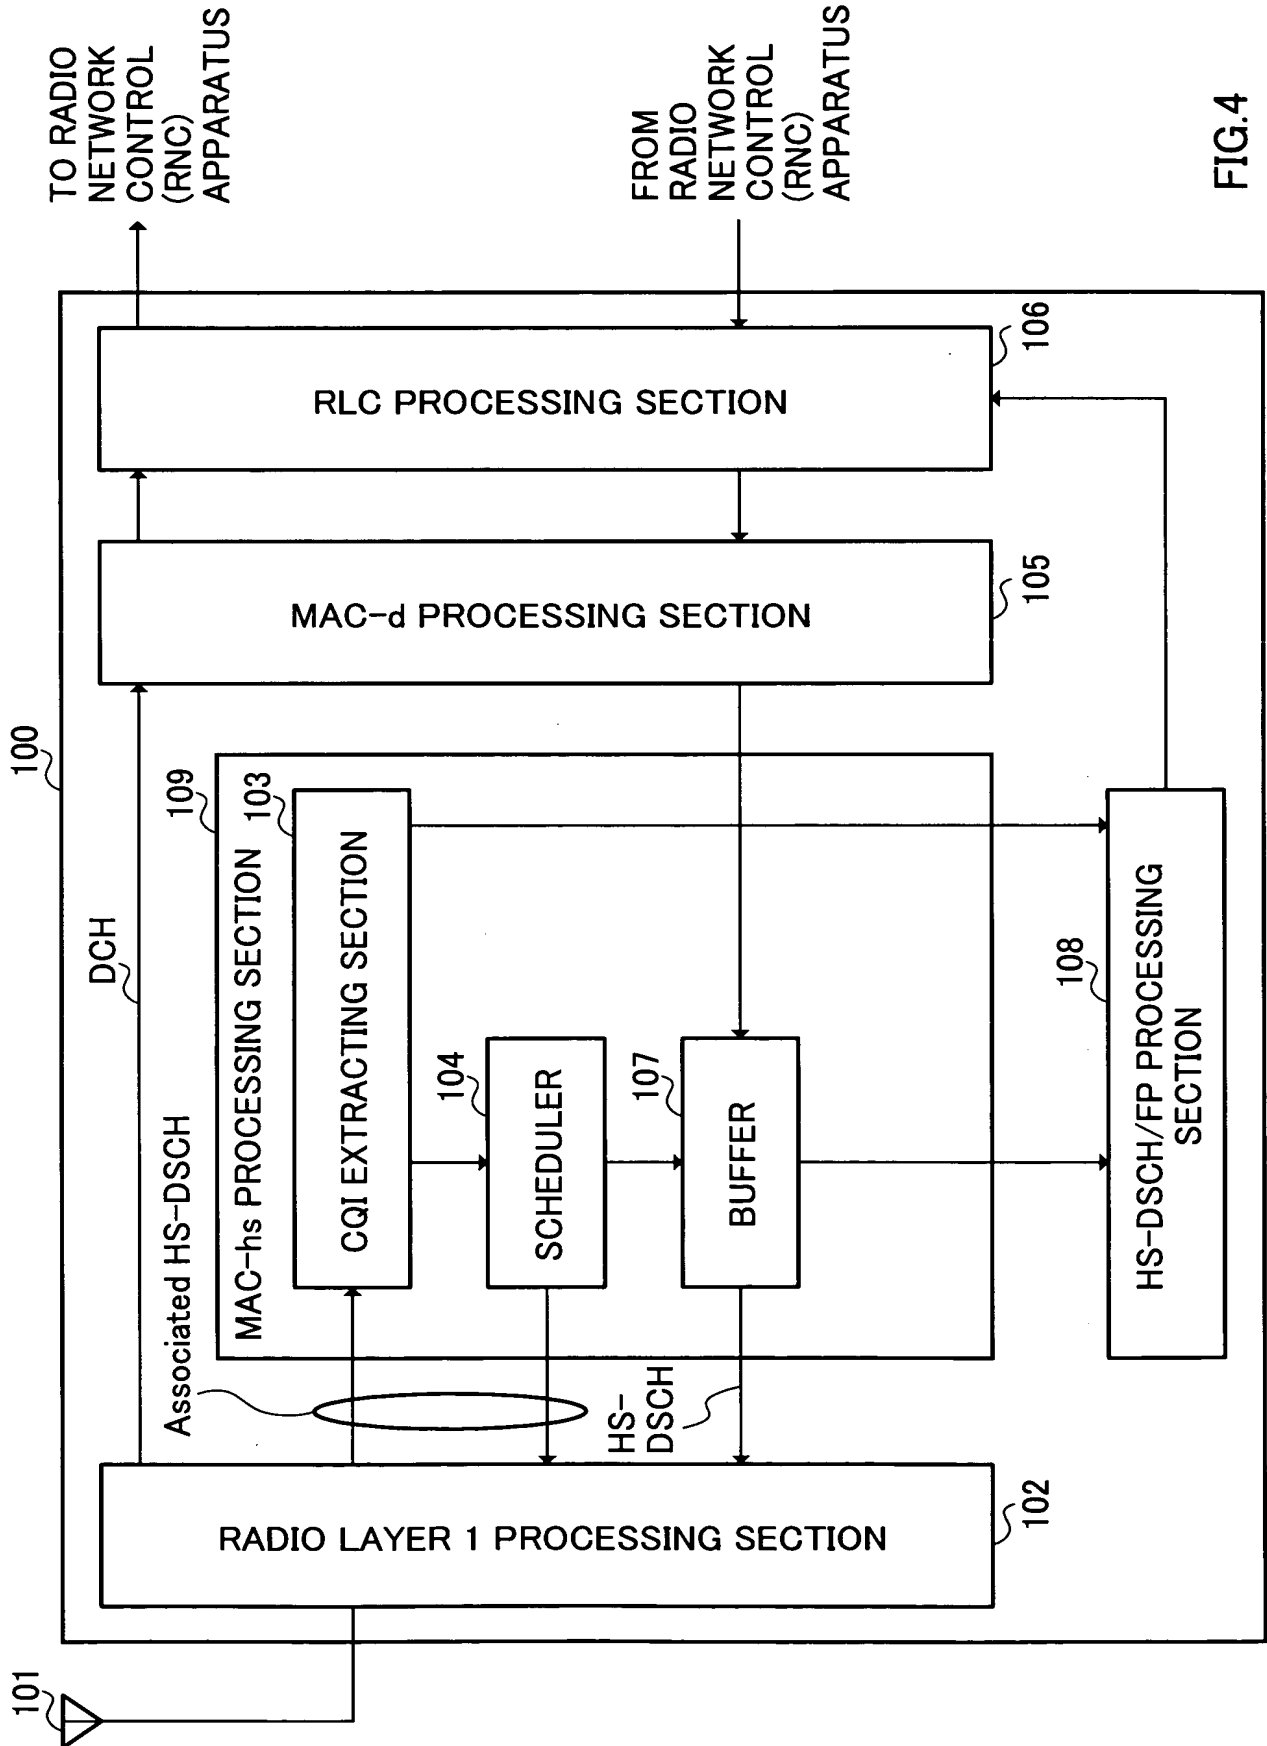 101
100
102
RADIO LAYER 1 PROCESSING SECTION
DCH
Associated HS-DSCH
HS-
DSCH
109
MAC-hs PROCESSING SECTION
103
CQI EXTRACTING SECTION
104
SCHEDULER
107
BUFFER
108
HS-DSCH/FP PROCESSING
SECTION
MAC-d PROCESSING SECTION
105
RLC PROCESSING SECTION
106
TO RADIO
NETWORK
CONTROL
(RNC)
APPARATUS
FROM
RADIO
NETWORK
CONTROL
(RNC)
APPARATUS
FIG.4